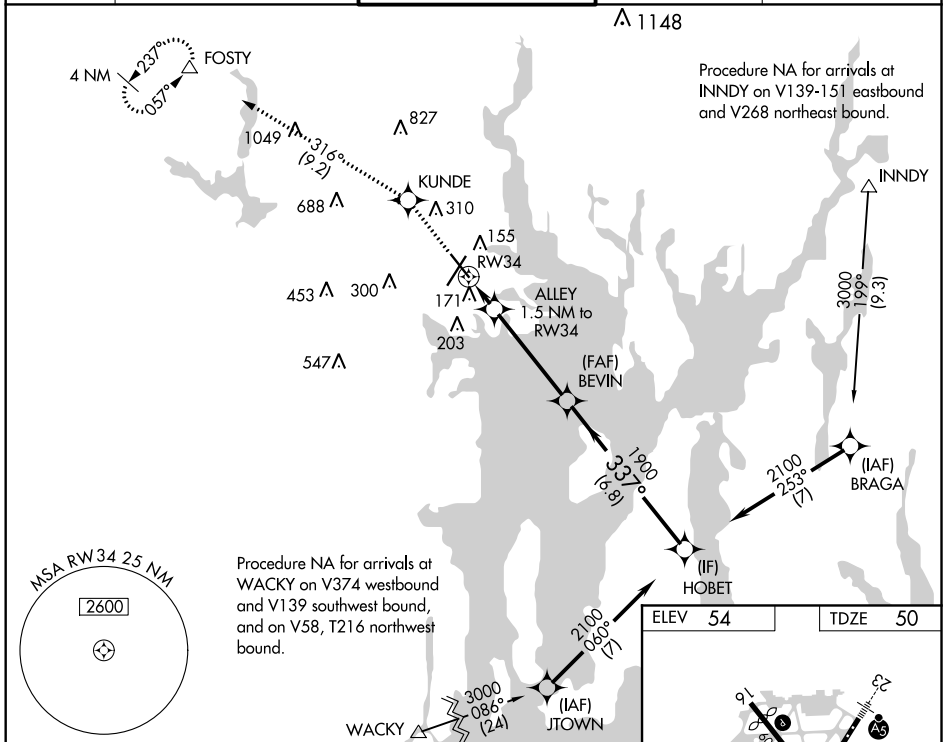 1148
Procedure NA for arrivals at
INNDY on V139-151 eastbound
and V268 northeast bound.
4 NM
237°
057°
FOSTY
1049
316°
(9.2)
827
KUNDE
688
310
INNDY
155
RW34
453
300
171
ALLEY
1.5 NM to
RW34
203
3000
199°
(9.3)
547
(FAF)
BEVIN
1900
337°
(6.8)
2100
253°
(7)
(IAF)
BRAGA
(IF)
HOBET
MSA RW34 25 NM
2600
Procedure NA for arrivals at
WACKY on V374 westbound
and V139 southwest bound,
and on V58, T216 northwest
bound.
2100
060°
(7)
3000
086°
(24)
(IAF)
JTOWN
WACKY
ELEV 54
TDZE 50
16
23
P
A5